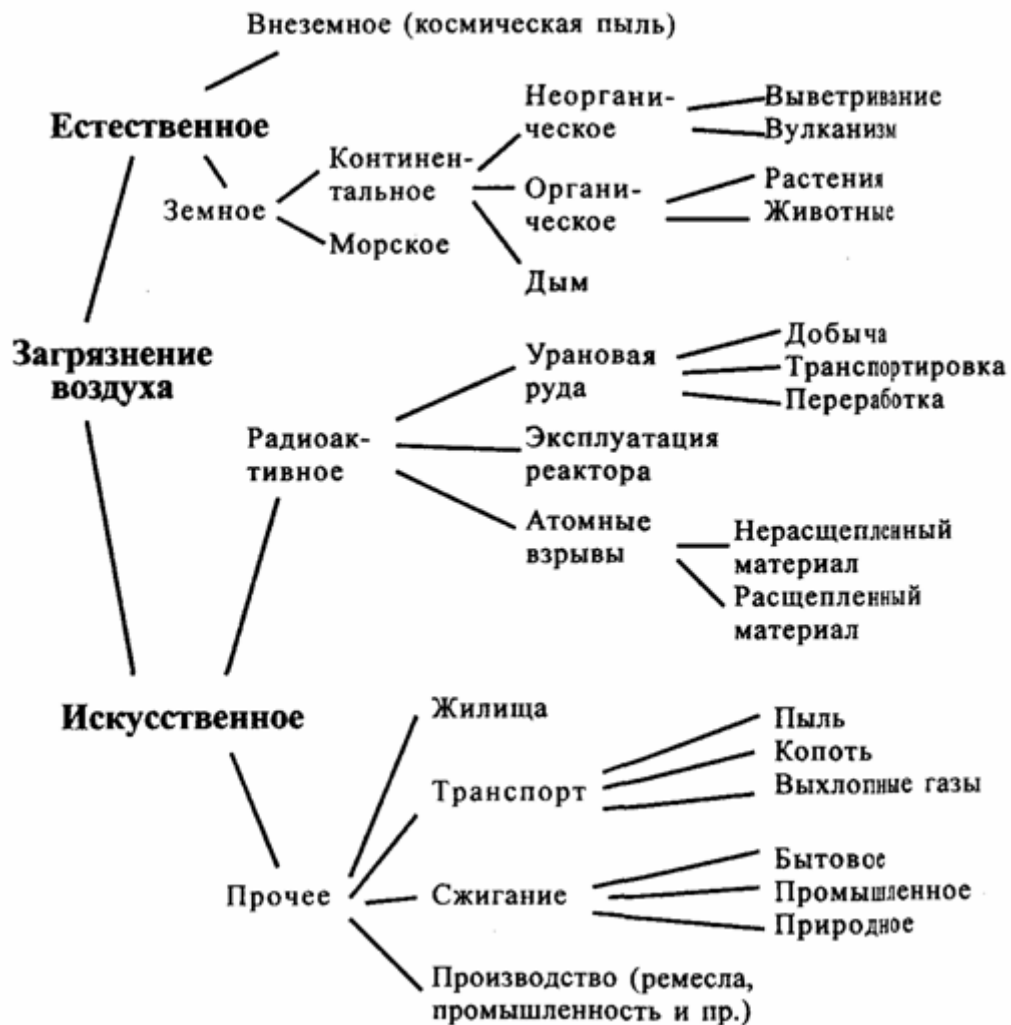 Внеземное (космическая пыль)
Естественное
Земное
Континен-
тальное
Морское
Неоргани-
ческое
Выветривание
Вулканизм
Органи-
ческое
Растения
Животные
Дым
Загрязнение
воздуха
Радиоак-
тивное
Урановая
руда
Добыча
Транспортировка
Переработка
Эксплуатация
реактора
Атомные
взрывы
Нерасщепленный
материал
Расщепленный
материал
Искусственное
Жилища
Транспорт
Пыль
Копоть
Выхлопные газы
Прочее
Сжигание
Бытовое
Промышленное
Природное
Производство (ремесла,
промышленность и пр.)